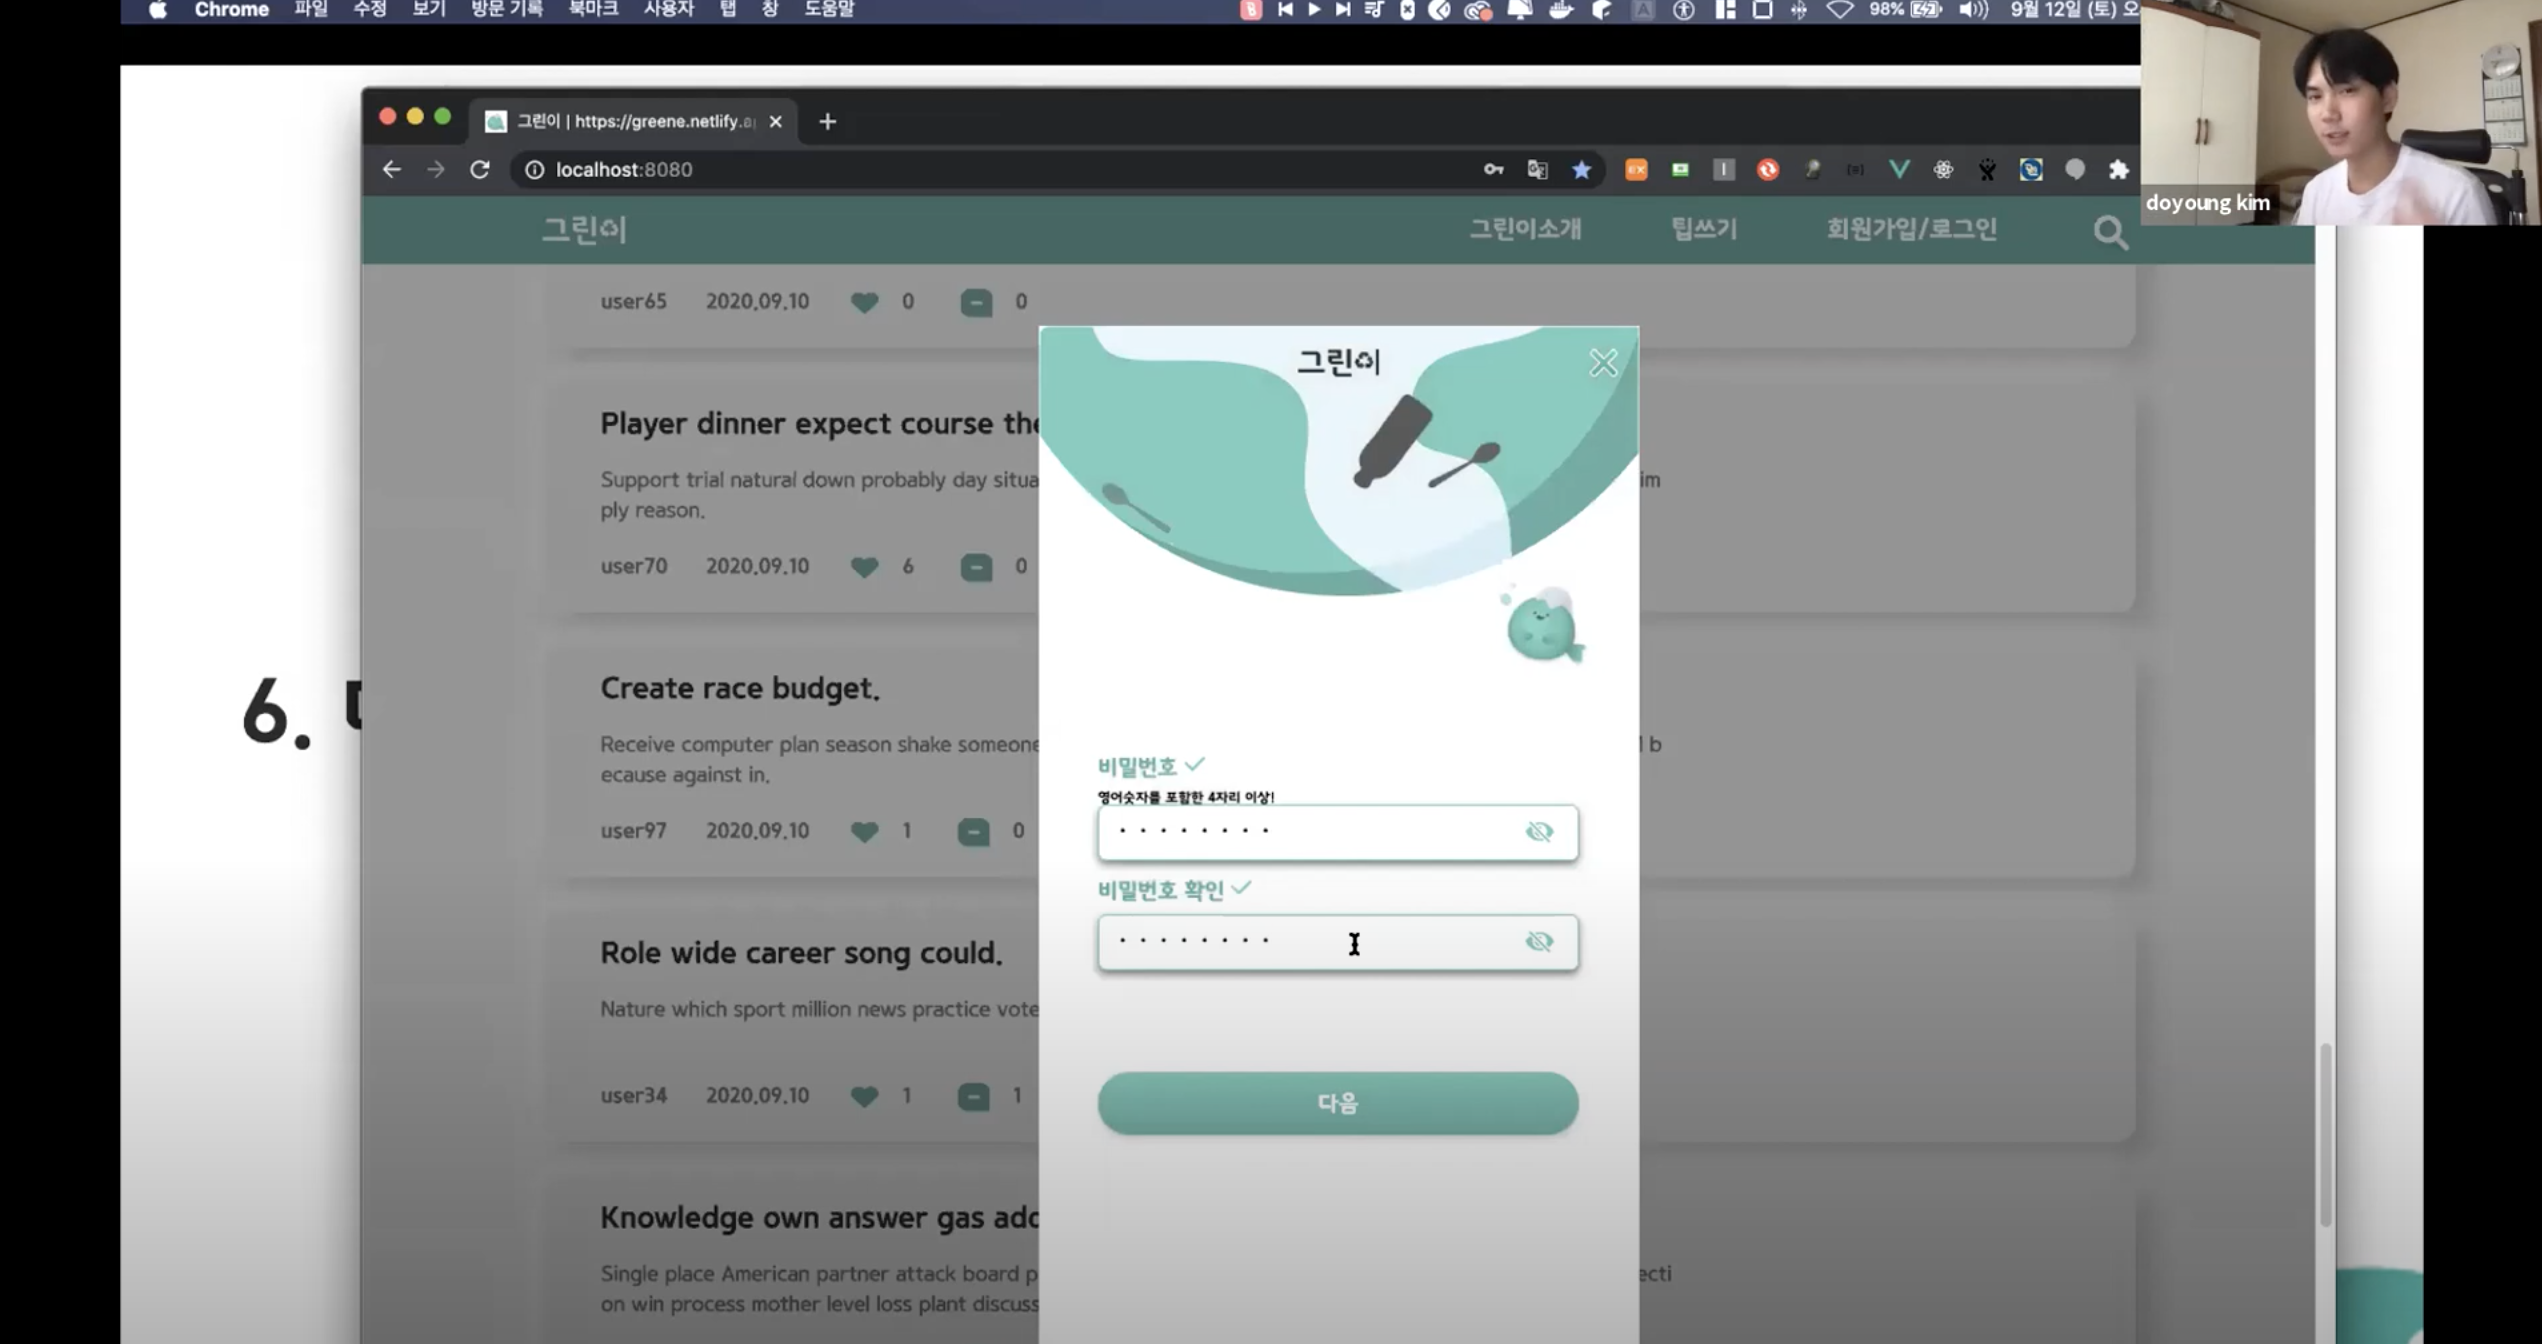 Chrome 파일 수정 보기 방문 기록 북마크 사용자 탭 창 도움말 98% 9월 12일 (토) 오
doyoung kim
그린이 | https://greene.netlify.a
localhost:8080
그린이 그린이소개 팁쓰기 회원가입/로그인
user65 2020.09.10 0 0
Player dinner expect course the
Support trial natural down probably day situa im
ply reason.
user70 2020.09.10 6 0
6.
Create race budget.
Receive computer plan season shake someone b
ecause against in.
user97 2020.09.10 1 0
Role wide career song could.
Nature which sport million news practice vote
user34 2020.09.10 1 1
Knowledge own answer gas add
Single place American partner attack board p ecti
on win process mother level loss plant discuss
그린이
비밀번호
영어숫자를 포함한 4자리 이상!
비밀번호 확인
다음